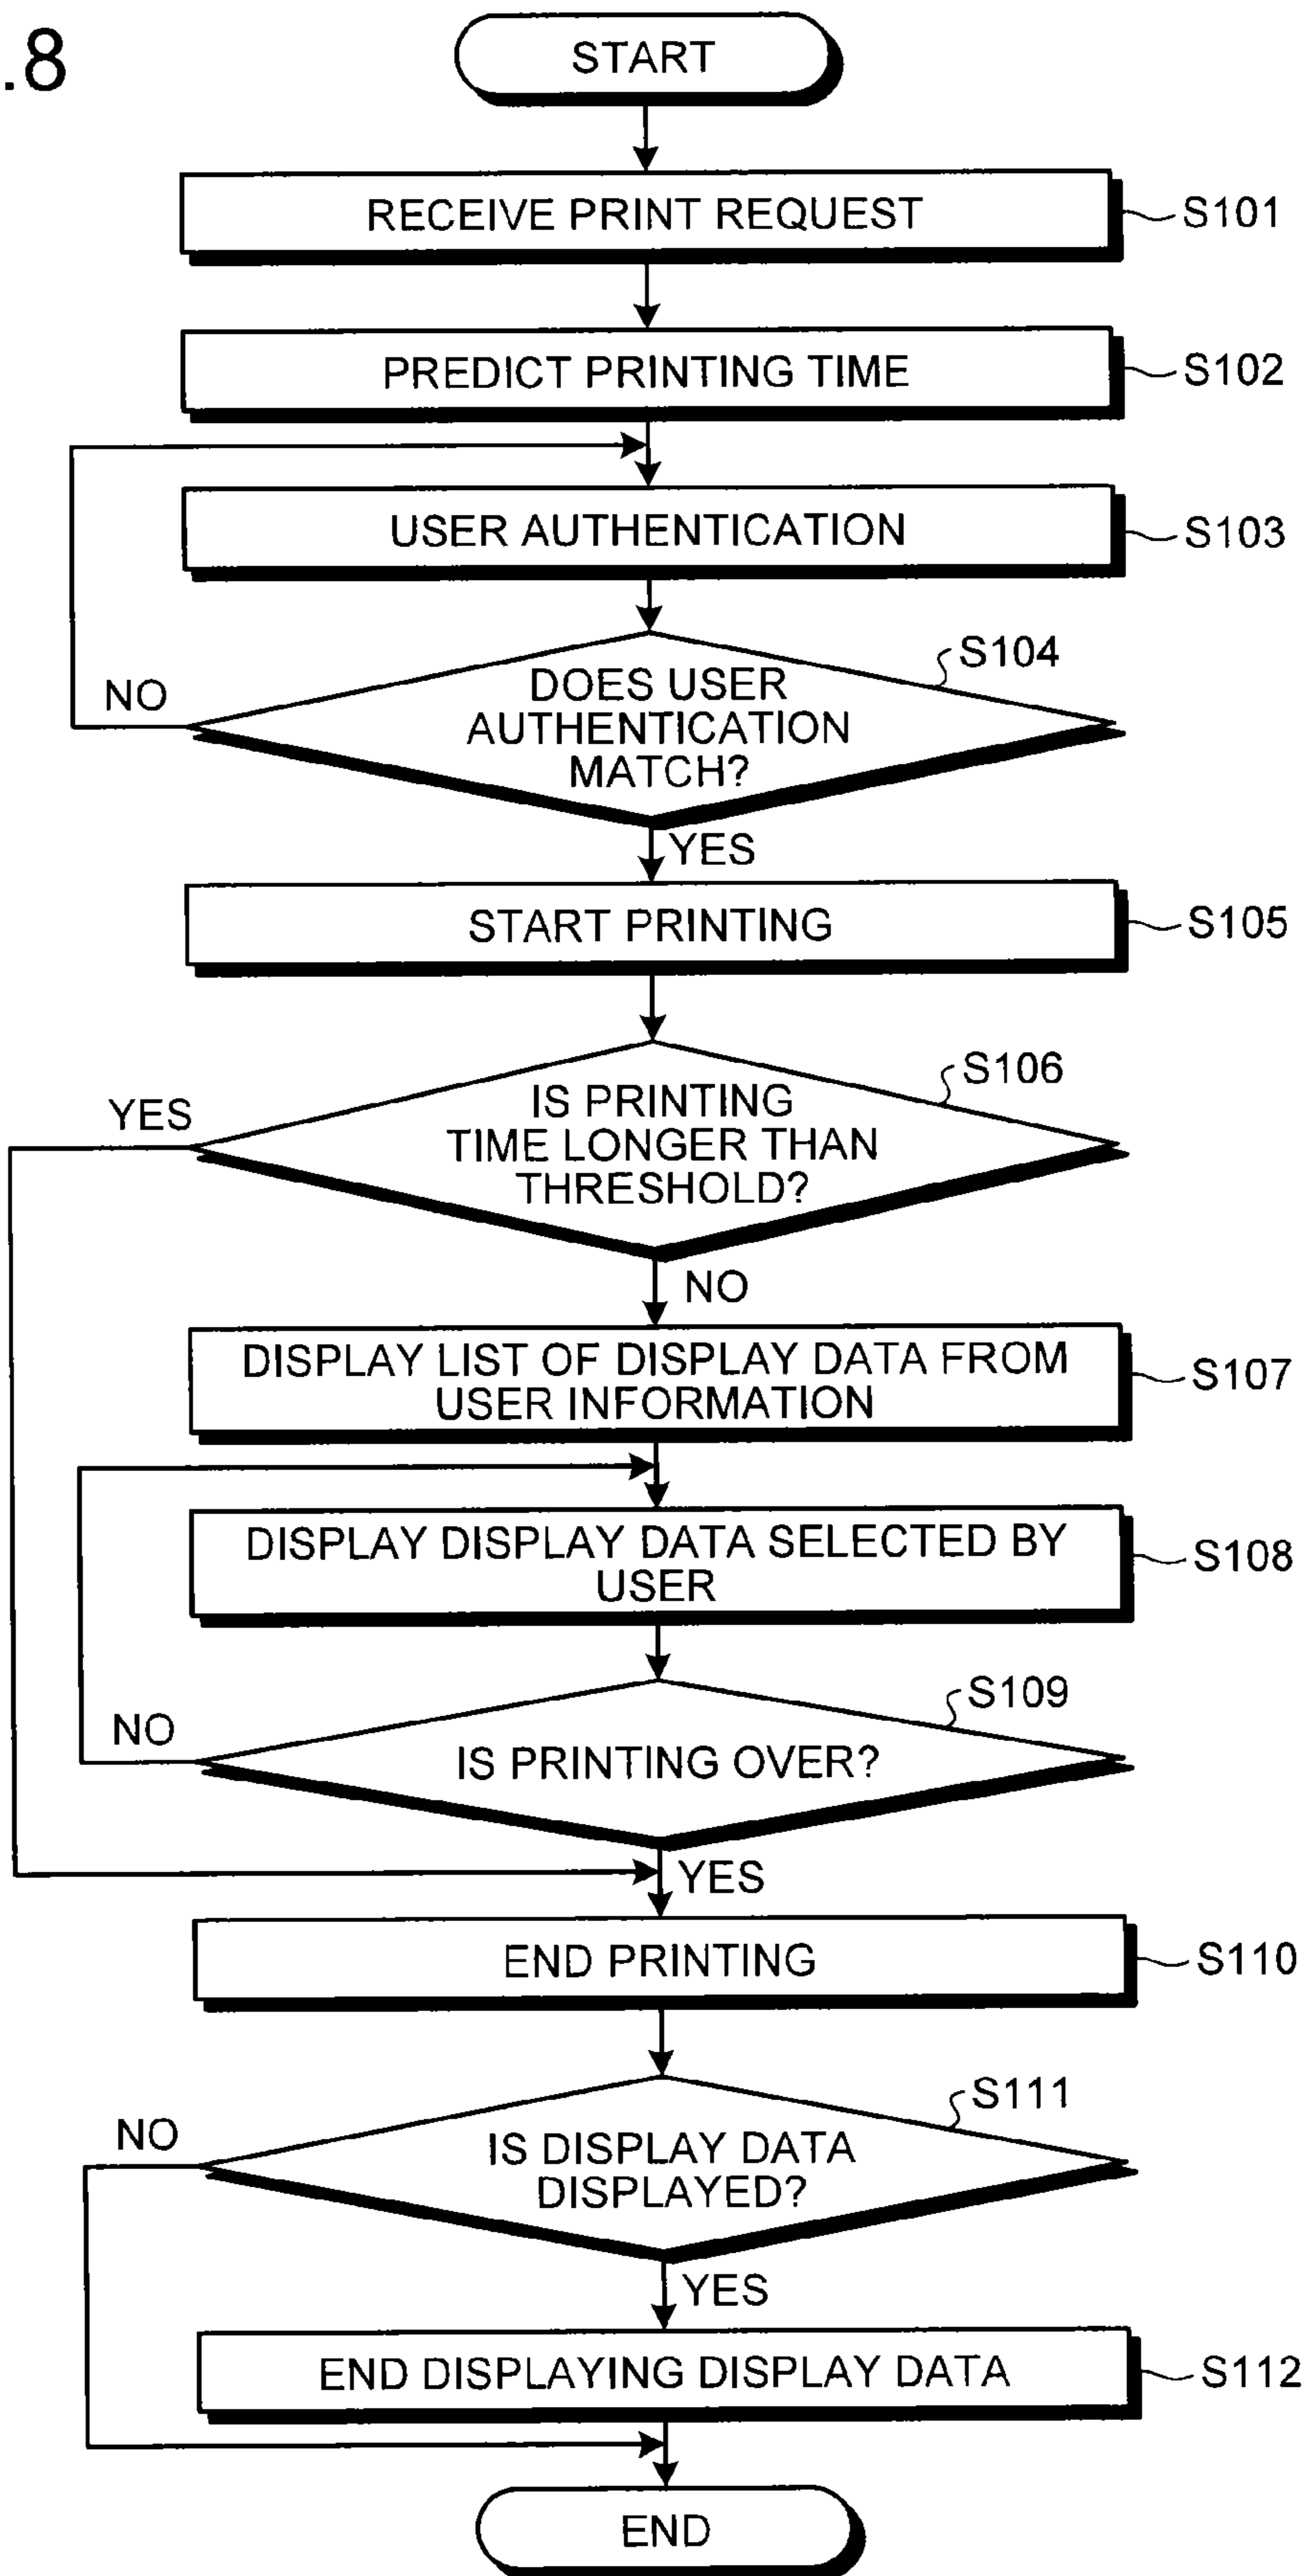 .8
START
RECEIVE PRINT REQUEST
S101
PREDICT PRINTING TIME
S102
USER AUTHENTICATION
S103
S104
DOES USER
AUTHENTICATION
MATCH?
NO
YES
START PRINTING
S105
S106
IS PRINTING
TIME LONGER THAN
THRESHOLD?
YES
NO
DISPLAY LIST OF DISPLAY DATA FROM
USER INFORMATION
S107
DISPLAY DISPLAY DATA SELECTED BY
USER
S108
S109
IS PRINTING OVER?
NO
YES
END PRINTING
S110
S111
IS DISPLAY DATA
DISPLAYED?
NO
YES
END DISPLAYING DISPLAY DATA
S112
END